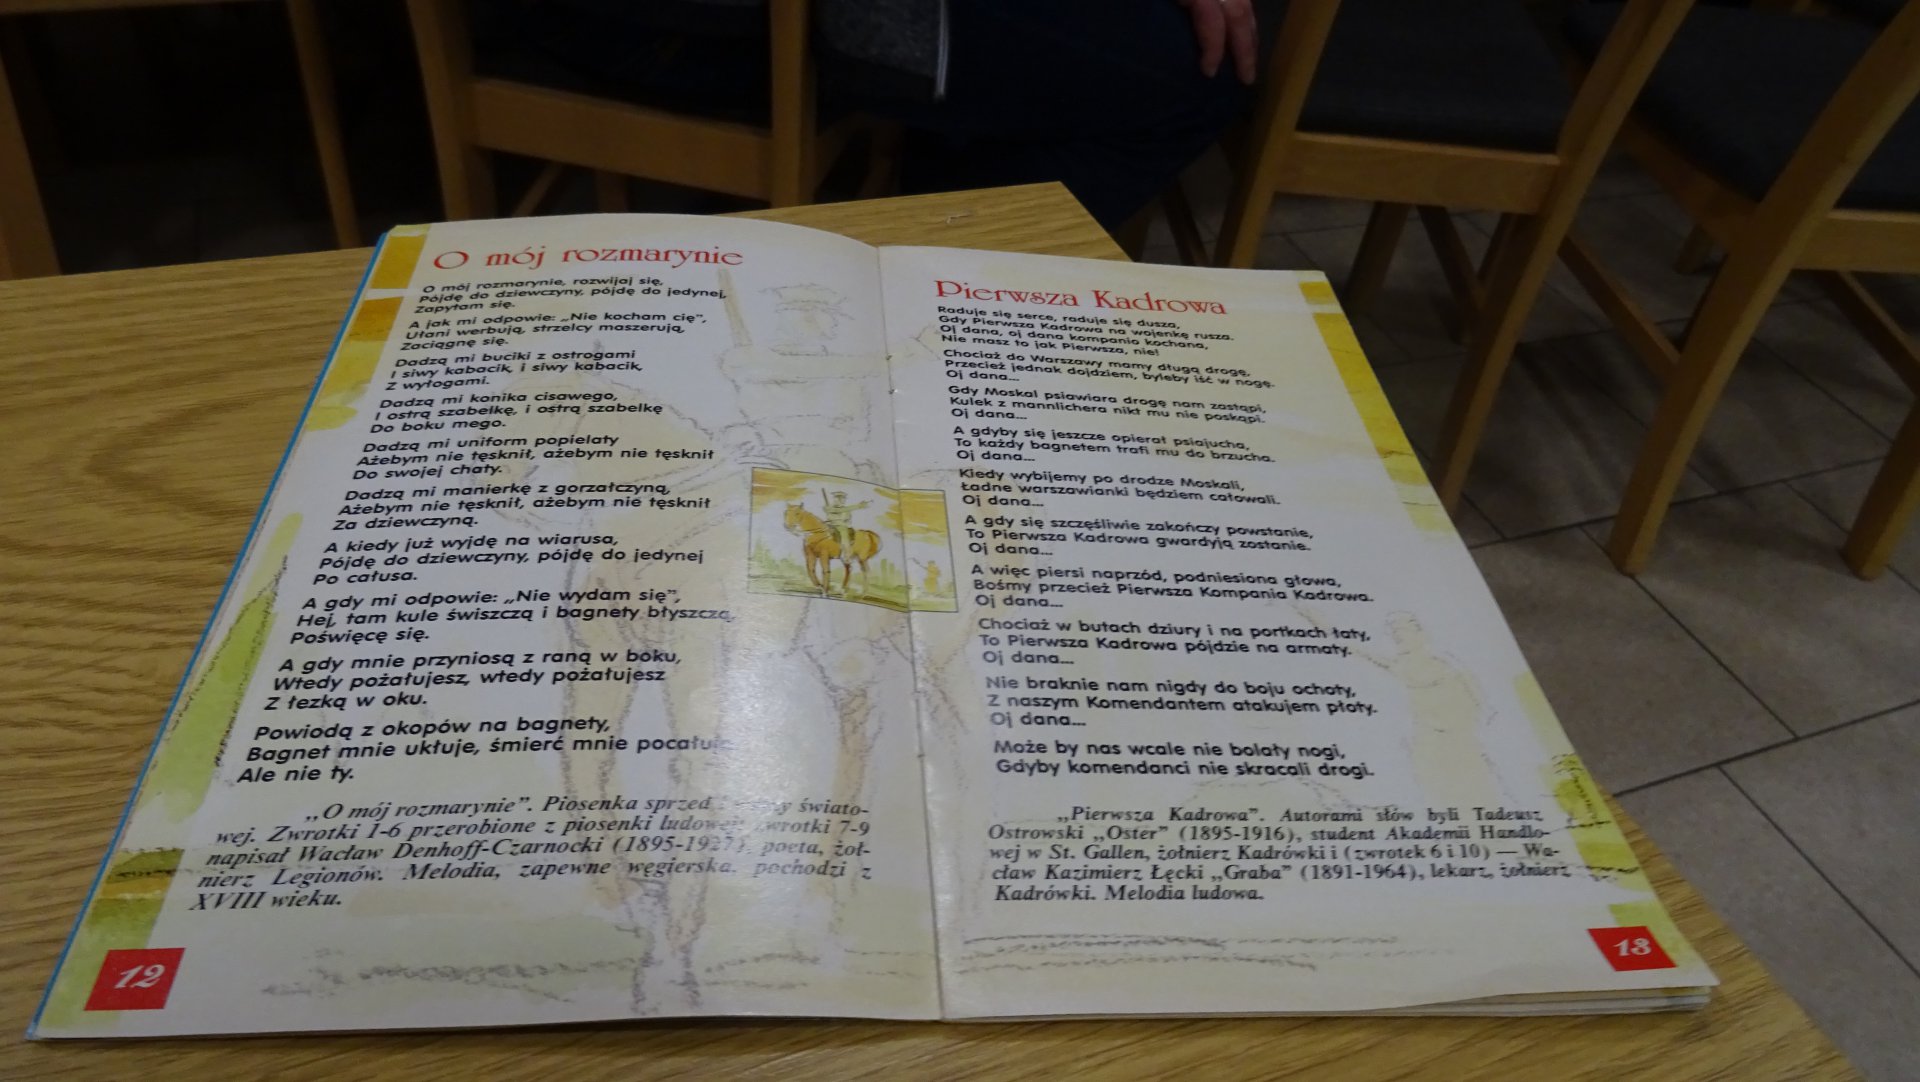 O mój rozmarynie
O mój rozmarynie, rozwijaj się,
Pójdę do dziewczyny, pójdę do jedynej,
Zapytam się.
A jak mi odpowie: „Nie kocham cię”,
Ułani werbują, strzelcy maszerują,
Zaciągnę się.
Dadzą mi buciki z ostrogami
I siwy kabacik, i siwy kabacik,
Z wyłogami.
Dadzą mi konika cisawego,
I ostrą szabelkę, i ostrą szabelkę
Do boku mego.
Dadzą mi uniform popielaty
Ażebym nie tęsknił, ażebym nie tęsknił
Do swojej chaty.
Dadzą mi manierkę z gorzałczyną,
Ażebym nie tęsknił, ażebym nie tęsknił
Za dziewczyną.
A kiedy już wyjdę na wiarusa,
Pójdę do dziewczyny, pójdę do jedynej
Po całusa.
A gdy mi odpowie: „Nie wydam się”,
Hej, tam kule świszczą i bagnety błyszczą,
Poświęcę się.
A gdy mnie przyniosą z raną w boku,
Wtedy pożałujesz, wtedy pożałujesz
Z łezką w oku.
Powiodą z okopów na bagnety,
Bagnet mnie ukłuje, śmierć mnie pocałuje
Ale nie ty.
„O mój rozmarynie”. Piosenka sprzed świato-
wej. Zwrotki 1-6 przerobione z piosenki ludowej, zwrotki 7-9
napisał Wacław Denhoff-Czarnocki (1895-1927), poeta, żoł-
nierz Legionów. Melodia, zapewne węgierska, pochodzi z
XVIII wieku.
12
Pierwsza Kadrowa
Raduje się serce, raduje się dusza,
Gdy Pierwsza Kadrowa na wojenkę rusza.
Oj dana, oj dana kompanio kochana,
Nie masz to jak Pierwsza, nie!
Chociaż do Warszawy mamy długą drogę,
Przecież jednak dojdziem, byleby iść w nogę.
Oj dana...
Gdy Moskal psiawiara drogę nam zastąpi,
Kulek z mannlichera nikt mu nie poskąpi.
Oj dana...
A gdyby się jeszcze opierał psiajucha,
To każdy bagnetem trafi mu do brzucha.
Oj dana...
Kiedy wybijemy po drodze Moskali,
Ładne warszawianki będziem całowali.
Oj dana...
A gdy się szczęśliwie zakończy powstanie,
To Pierwsza Kadrowa gwardyją zostanie.
Oj dana...
A więc piersi naprzód, podniesiona głowa,
Bośmy przecież Pierwsza Kompania Kadrowa.
Oj dana...
Chociaż w butach dziury i na portkach łaty,
To Pierwsza Kadrowa pójdzie na armaty.
Oj dana...
Nie braknie nam nigdy do boju ochoty,
Z naszym Komendantem atakujem płoty.
Oj dana...
Może by nas wcale nie bolały nogi,
Gdyby komendanci nie skracali drogi.
„Pierwsza Kadrowa”. Autorami słów byli Tadeusz
Ostrowski „Oster” (1895-1916), student Akademii Handlo-
wej w St. Gallen, żołnierz Kadrówki i (zwrotek 6 i 10) — Wa-
cław Kazimierz Łęcki „Graba” (1891-1964), lekarz, żołnierz
Kadrówki. Melodia ludowa.
13